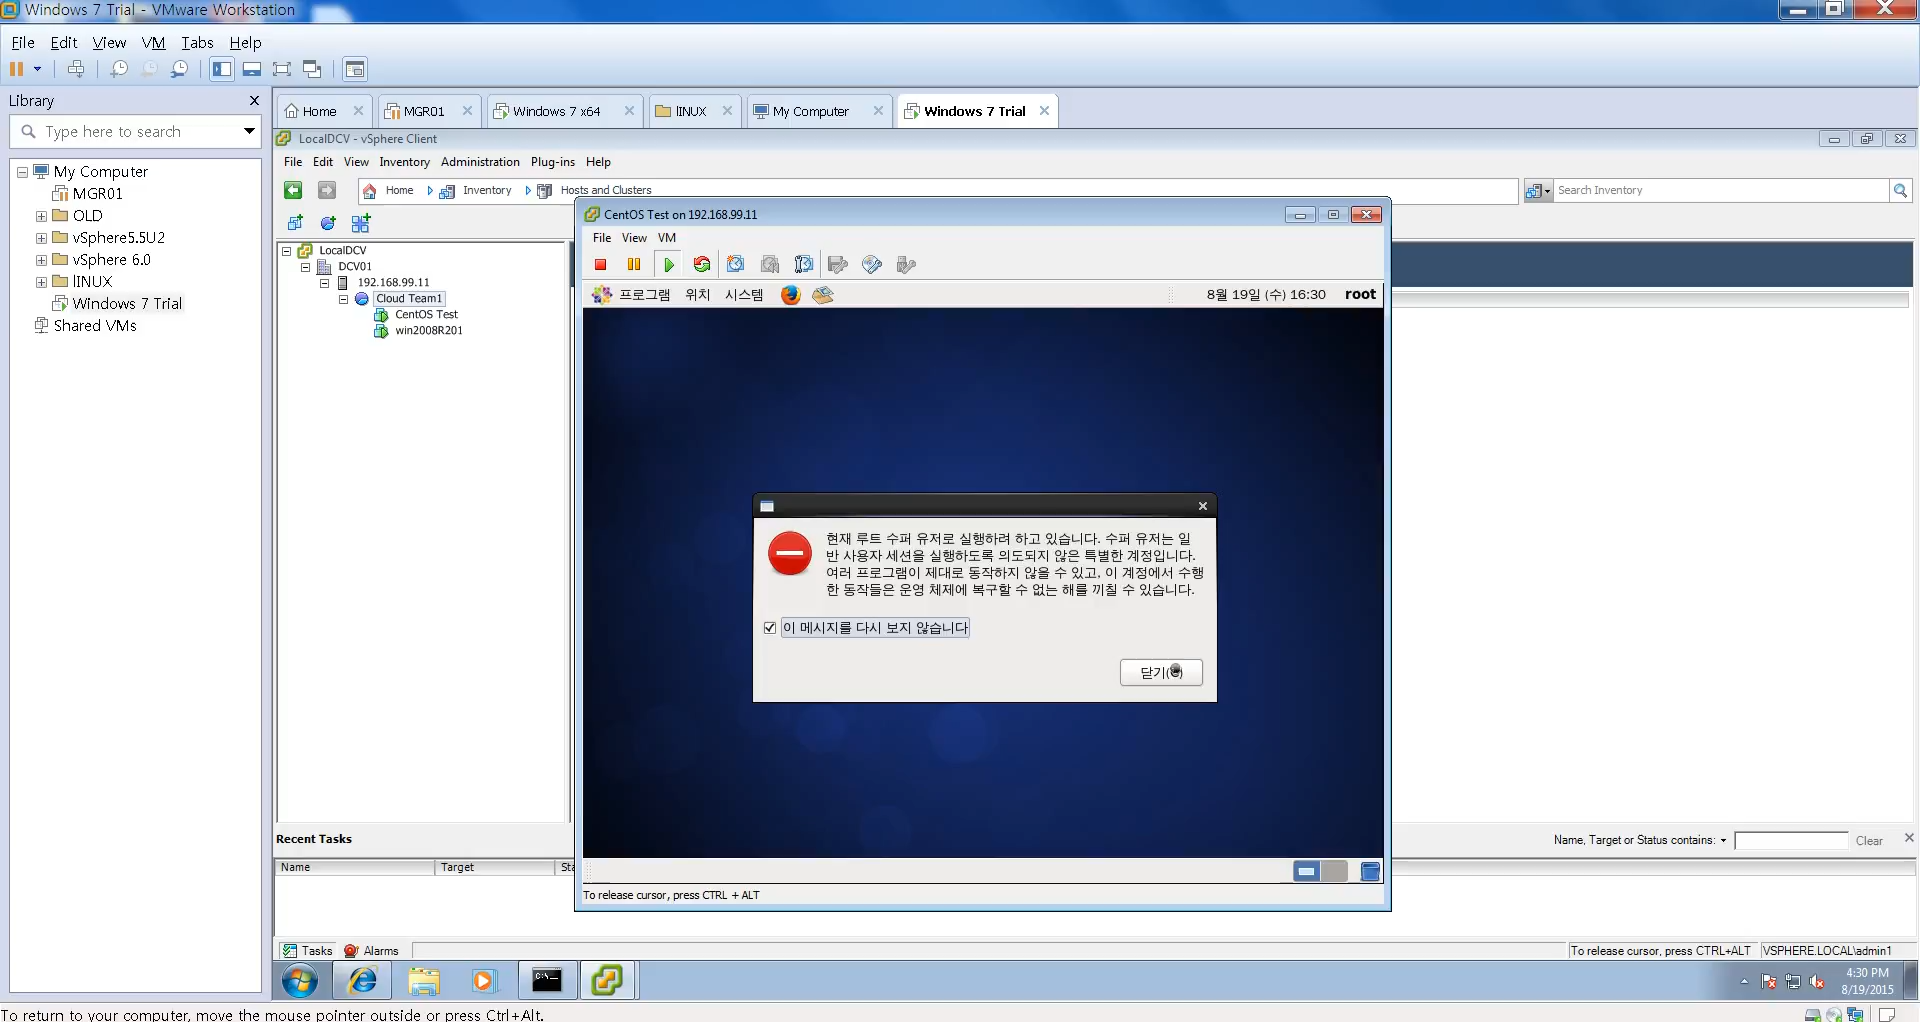 Windows 7 Trial - VMware Workstation
File Edit View VM Tabs Help
Library
Type here to search
My Computer
MGR01
OLD
vSphere5.5U2
vSphere 6.0
lINUX
Windows 7 Trial
Shared VMs
Home MGR01 Windows 7 x64 lINUX My Computer Windows 7 Trial
LocalDCV - vSphere Client
File Edit View Inventory Administration Plug-ins Help
Home Inventory Hosts and Clusters
Search Inventory
LocalDCV
DCV01
192.168.99.11
Cloud Team1
CentOS Test
win2008R201
CentOS Test on 192.168.99.11
File View VM
프로그램 위치 시스템 8월 19일 (수) 16:30 root
현재 루트 수퍼 유저로 실행하려 하고 있습니다. 수퍼 유저는 일
반 사용자 세션을 실행하도록 의도되지 않은 특별한 계정입니다.
여러 프로그램이 제대로 동작하지 않을 수 있고, 이 계정에서 수행
한 동작들은 운영 체제에 복구할 수 없는 해를 끼칠 수 있습니다.
이 메시지를 다시 보지 않습니다
닫기
To release cursor, press CTRL + ALT
Recent Tasks
Name, Target or Status contains: Clear
Name Target
Tasks Alarms
To release cursor, press CTRL+ALT VSPHERE.LOCAL\admin1
C:\
4:30 PM
8/19/2015
To return to your computer, move the mouse pointer outside or press Ctrl+Alt.